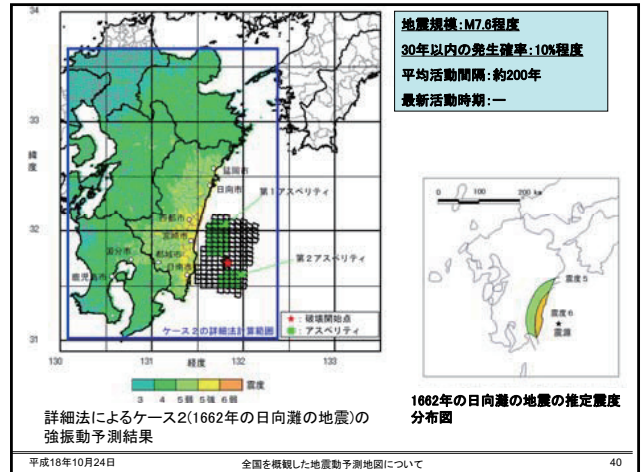 地震規模：M7.6程度
30年以内の発生確率：10%程度
平均活動間隔：約200年
最新活動時期：―
34
33
32
31
緯度
延岡市
日向市
第1アスペリティ
西都市
宮崎市
国分市
都城市
第2アスペリティ
鹿児島市
日南市
★：破壊開始点
：アスペリティ
ケース2の詳細法計算範囲
130
131
132
133
経度
3 4 5弱 5強 6弱
震度
詳細法によるケース2(1662年の日向灘の地震)の
強振動予測結果
0 100 200 km
震度5
震度6
★
震源
1662年の日向灘の地震の推定震度
分布図
平成18年10月24日
全国を概観した地震動予測地図について
40